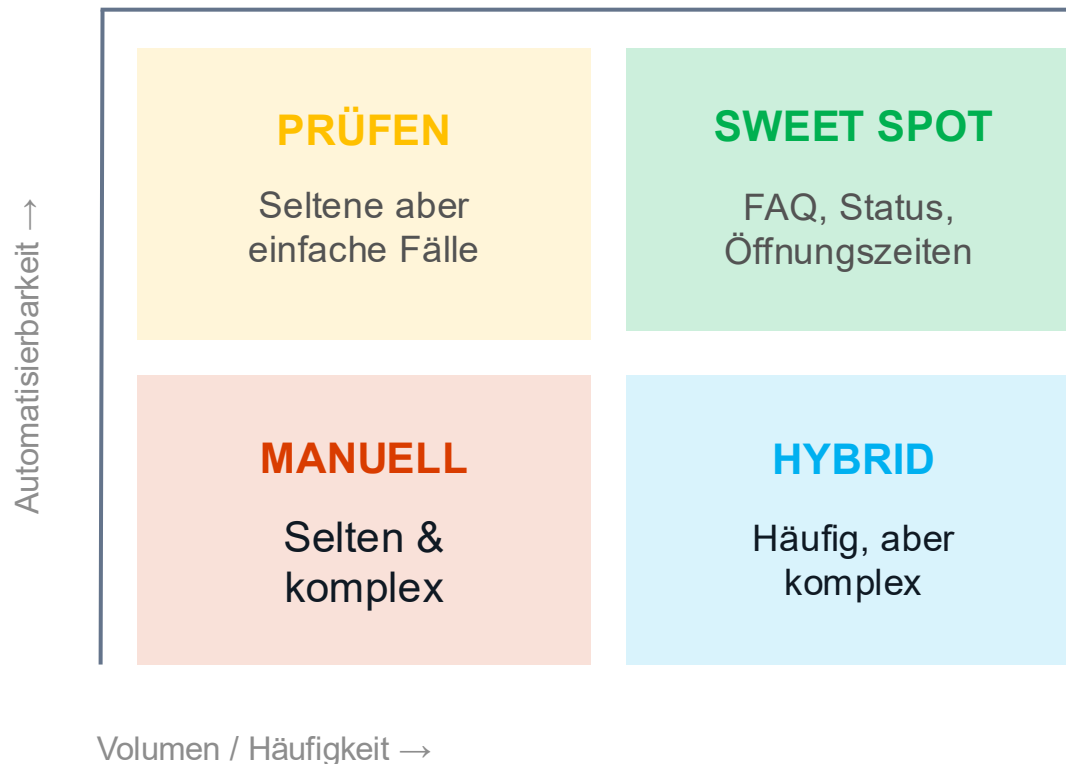 PRÜFEN
Seltene aber
einfache Fälle
SWEET SPOT
FAQ, Status,
Öffnungszeiten
Automatisierbarkeit →
MANUELL
Selten &
komplex
HYBRID
Häufig, aber
komplex
Volumen / Häufigkeit →